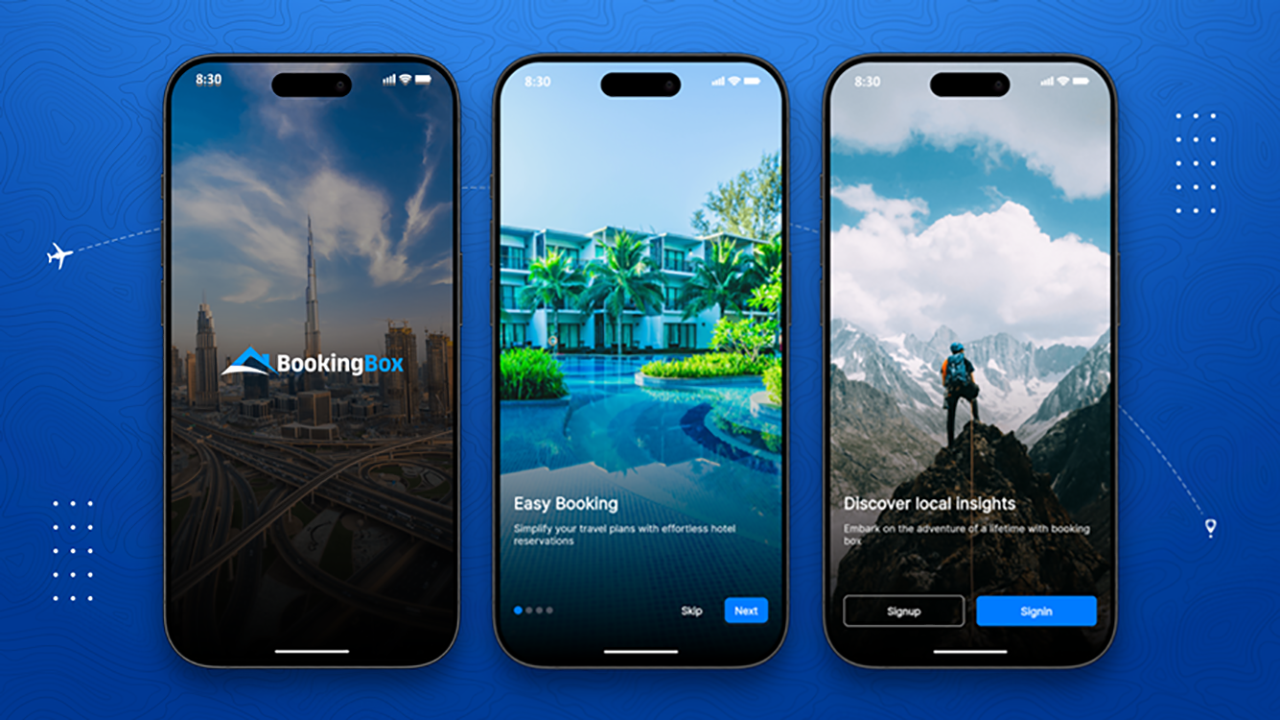 8:30
BookingBox
8:30
Easy Booking
Simplify your travel plans with effortless hotel
reservations
Skip
Next
8:30
Discover local insights
Embark on the adventure of a lifetime with booking
box
Signup
Signin